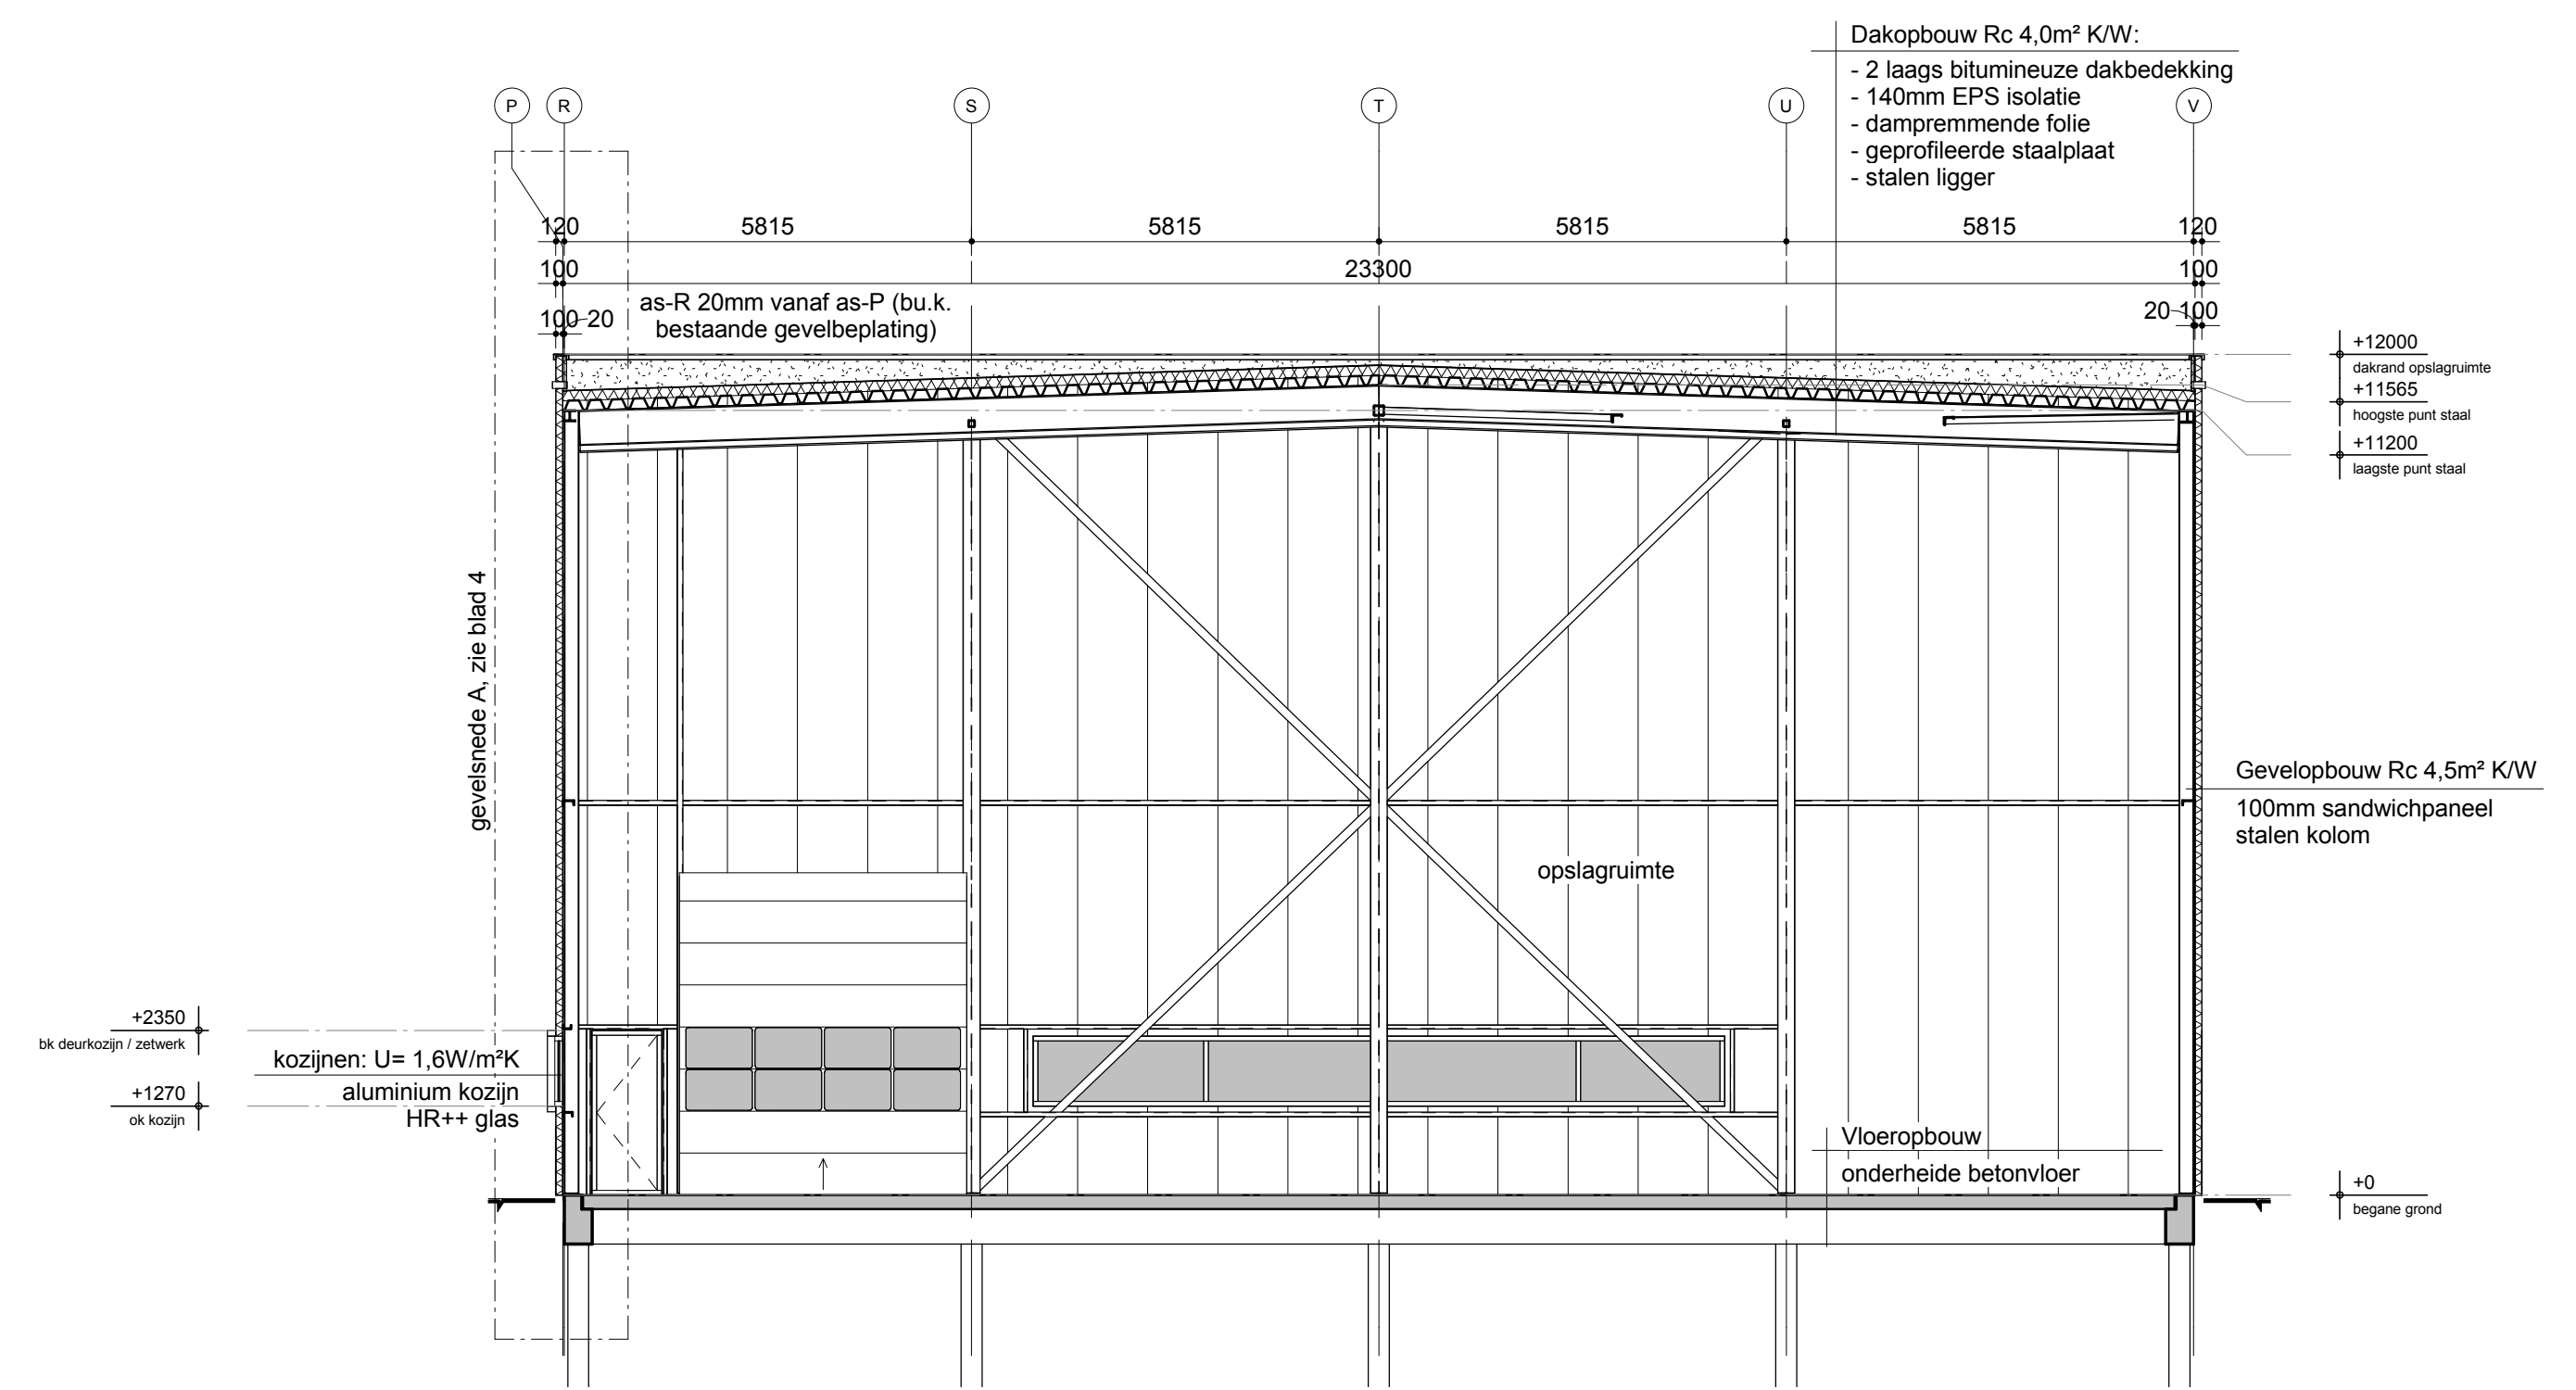 Dakopbouw Rc 4,0m² K/W:
- 2 laags bitumineuze dakbedekking
- 140mm EPS isolatie
- dampremmende folie
- geprofileerde staalplaat
- stalen ligger
P R S T U V
120 5815 5815 5815 5815 120
100 23300 100
100 20 20 100
as-R 20mm vanaf as-P (bu.k.
bestaande gevelbeplating)
+12000
dakrand opslagruimte
+11565
hoogste punt staal
+11200
laagste punt staal
gevelsnede A, zie blad 4
Gevelopbouw Rc 4,5m² K/W
100mm sandwichpaneel
stalen kolom
opslagruimte
+2350
bk deurkozijn / zetwerk
kozijnen: U= 1,6W/m²K
aluminium kozijn
HR++ glas
+1270
ok kozijn
Vloeropbouw
onderheide betonvloer
+0
begane grond